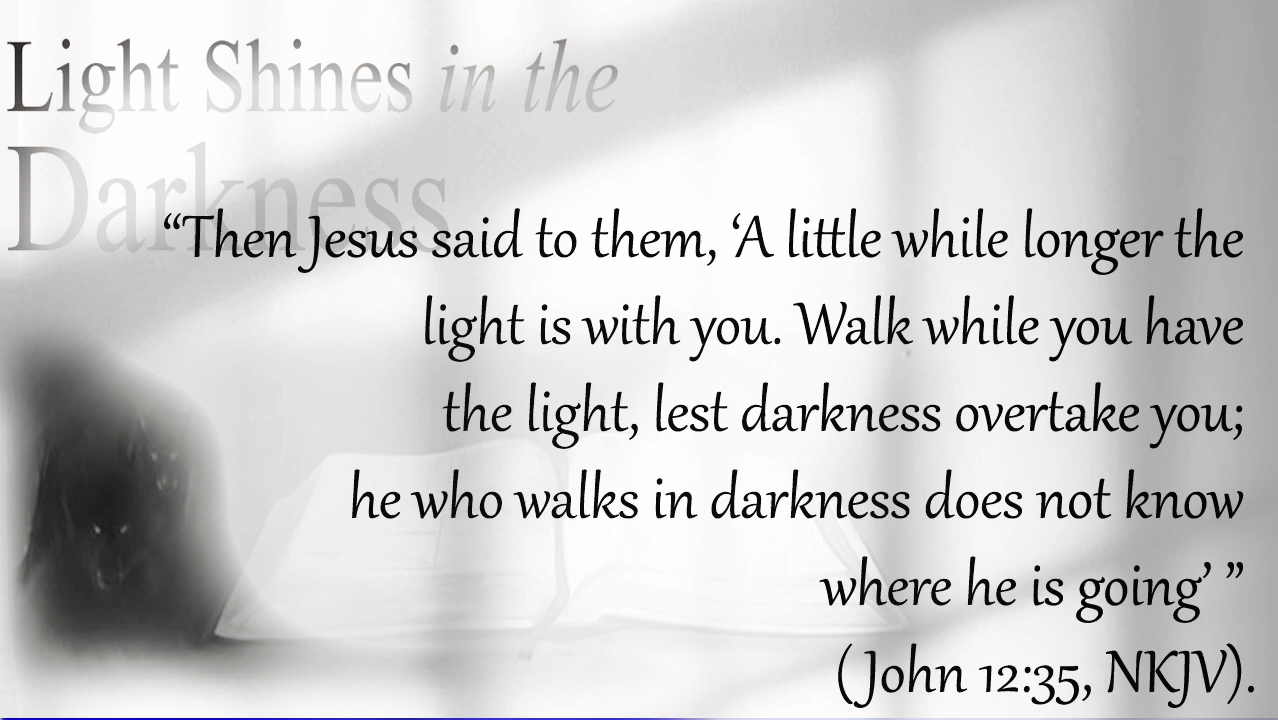 Light Shines in the
Darkness
“Then Jesus said to them, ‘A little while longer the
light is with you. Walk while you have
the light, lest darkness overtake you;
he who walks in darkness does not know
where he is going’ ”
(John 12:35, NKJV).